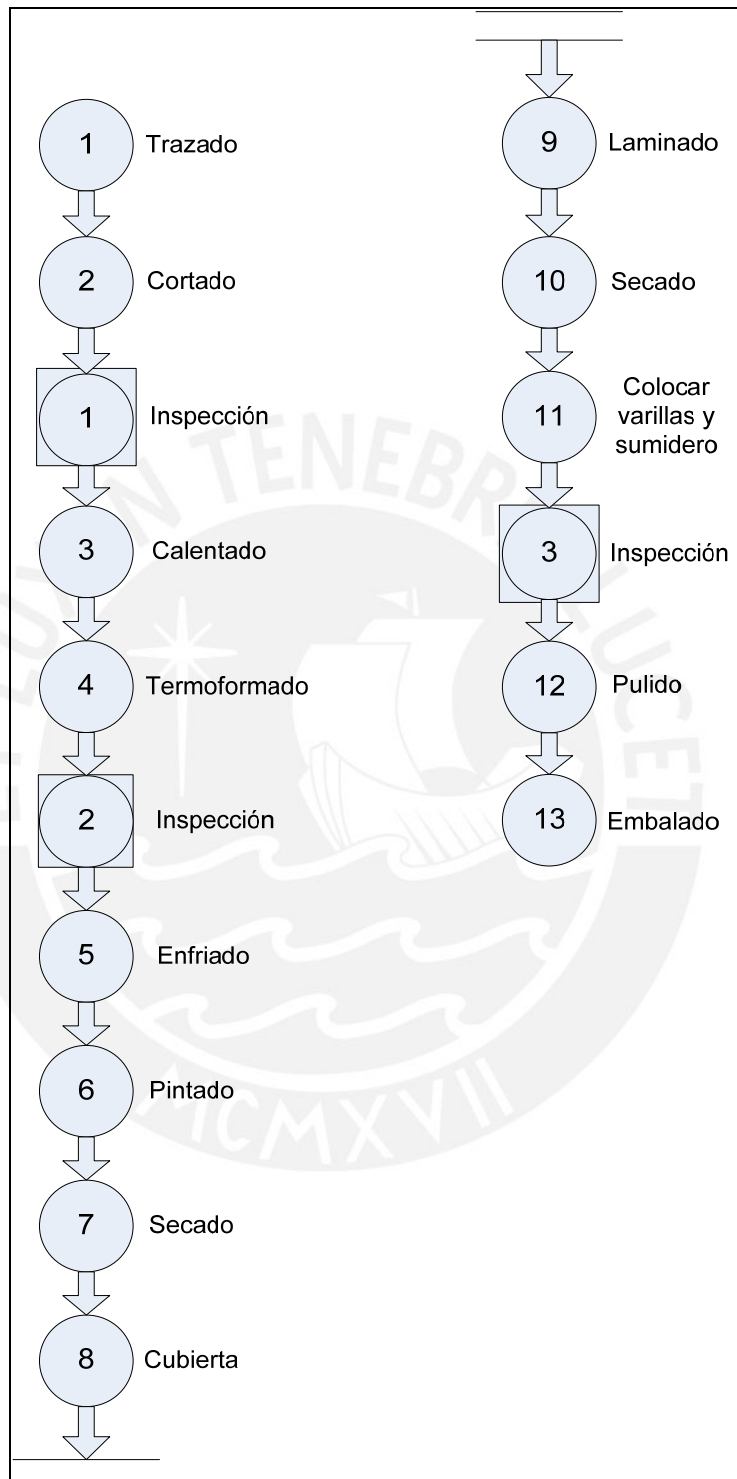 1 Trazado
2 Cortado
1 Inspección
3 Calentado
4 Termoformado
2 Inspección
5 Enfriado
6 Pintado
7 Secado
8 Cubierta
9 Laminado
10 Secado
11 Colocar
varillas y
sumidero
3 Inspección
12 Pulido
13 Embalado
MCMXVII